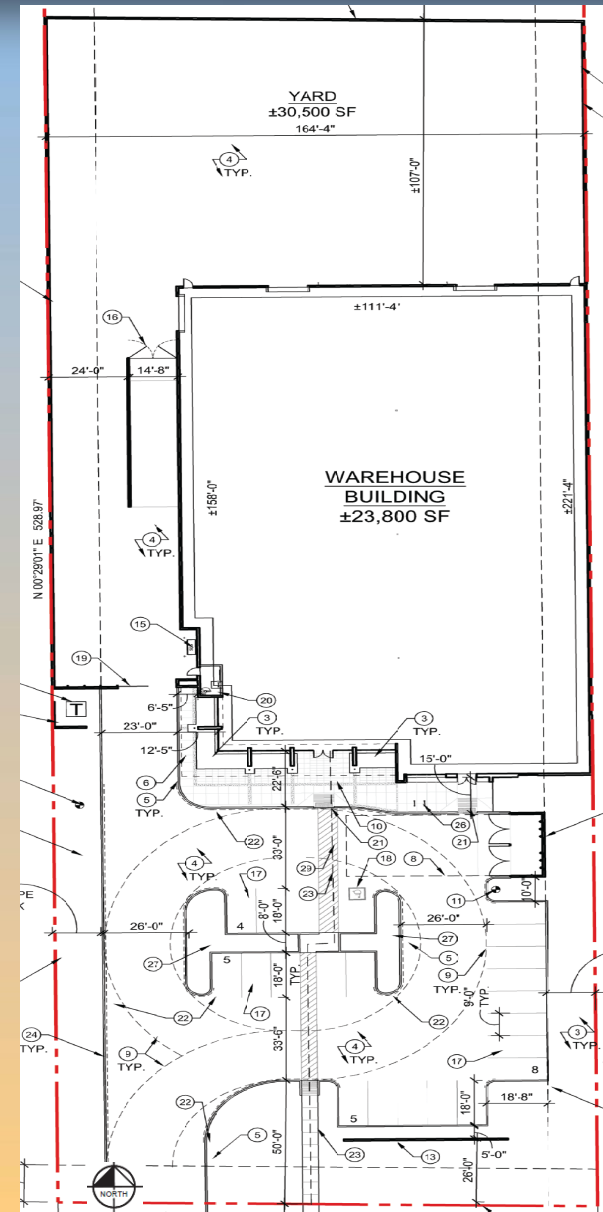 YARD
±30,500 SF
164'-4"
4
TYP.
±107'-0"
16
±111'-4'
24'-0"
14'-8"
WAREHOUSE
BUILDING
±23,800 SF
±158'-0"
±221'-4"
N 00°29'01" E 528.97'
4
TYP.
15
19
T
20
6'-5"
3
TYP.
3
TYP.
23'-0"
12'-5"
15'-0"
6
5
TYP.
22'-6"
22
10
26
21
21
33'-0"
29
8
4
TYP.
17
18
23
11
10'-0"
PE
K
18'-0"
8'-0"
4
26'-0"
26'-0"
27
27
5
5
TYP.
TYP.
9
TYP.
18'-0"
9'-0"
TYP.
17
22
22
24
TYP.
9
TYP.
33'-6"
4
TYP.
17
3
TYP.
8
18'-0"
18'-8"
22
5
5
50'-0"
23
13
5'-0"
26'-0"
NORTH